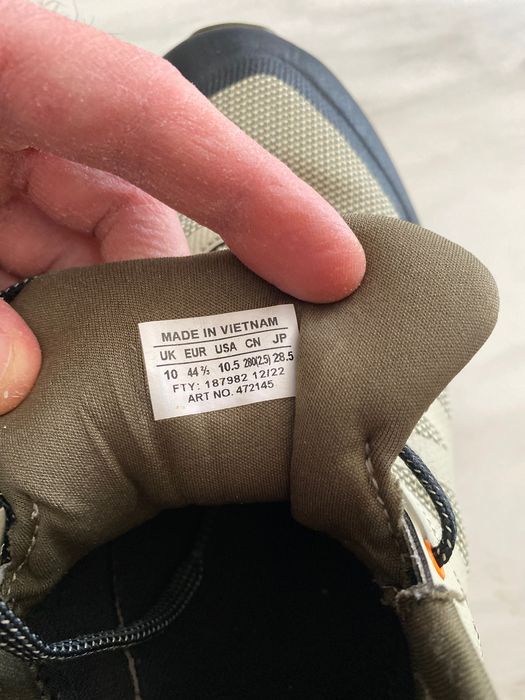 MADE IN VIETNAM
UK EUR USA CN JP
10 44⅔ 10.5 280(2.5) 28.5
FTY: 187982 12/22
ART NO. 472145